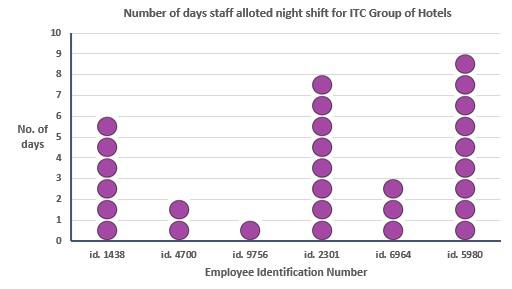 Number of days staff alloted night shift for ITC Group of Hotels
10
9
8
7
6
5
4
3
2
1
0
No. of
days
id. 1438 id. 4700 id. 9756 id. 2301 id. 6964 id. 5980
Employee Identification Number